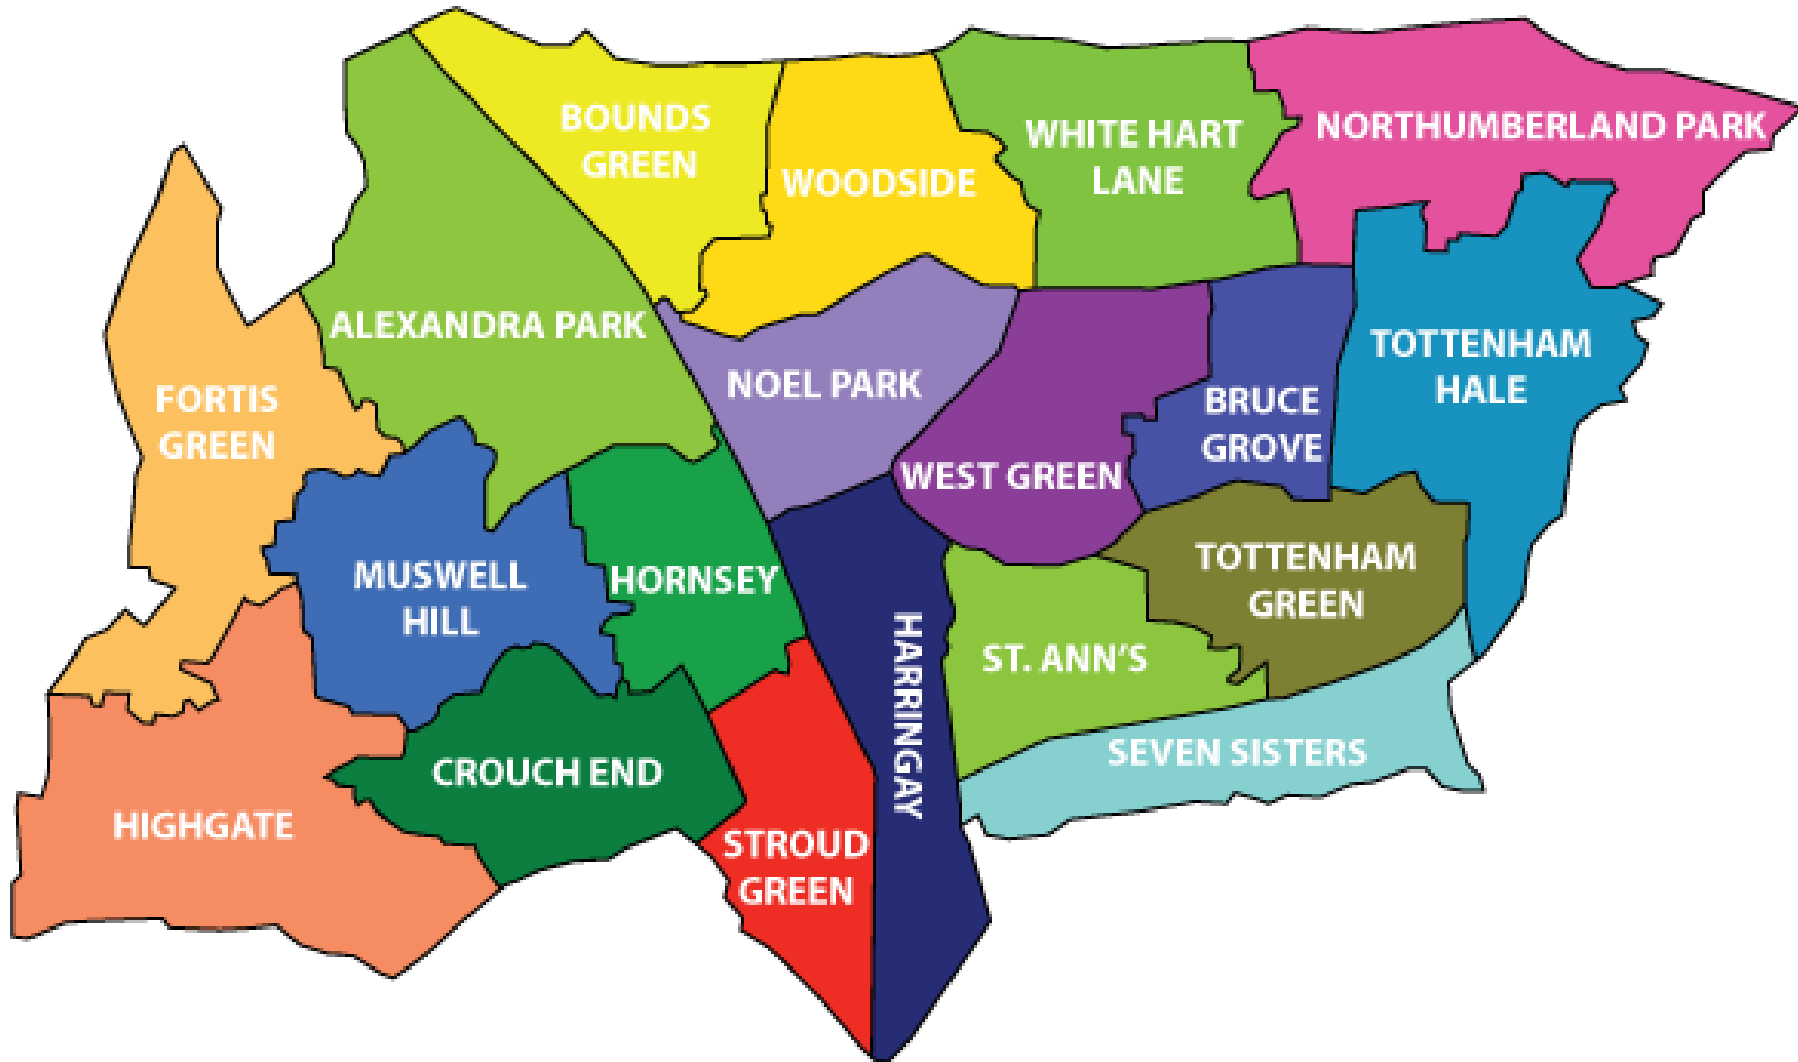 BOUNDS
GREEN
WOODSIDE
WHITE HART
LANE
NORTHUMBERLAND PARK
ALEXANDRA PARK
FORTIS
GREEN
NOEL PARK
WEST GREEN
BRUCE
GROVE
TOTTENHAM
HALE
MUSWELL
HILL
HORNSEY
HARRINGAY
ST. ANN'S
TOTTENHAM
GREEN
SEVEN SISTERS
HIGHGATE
CROUCH END
STROUD
GREEN